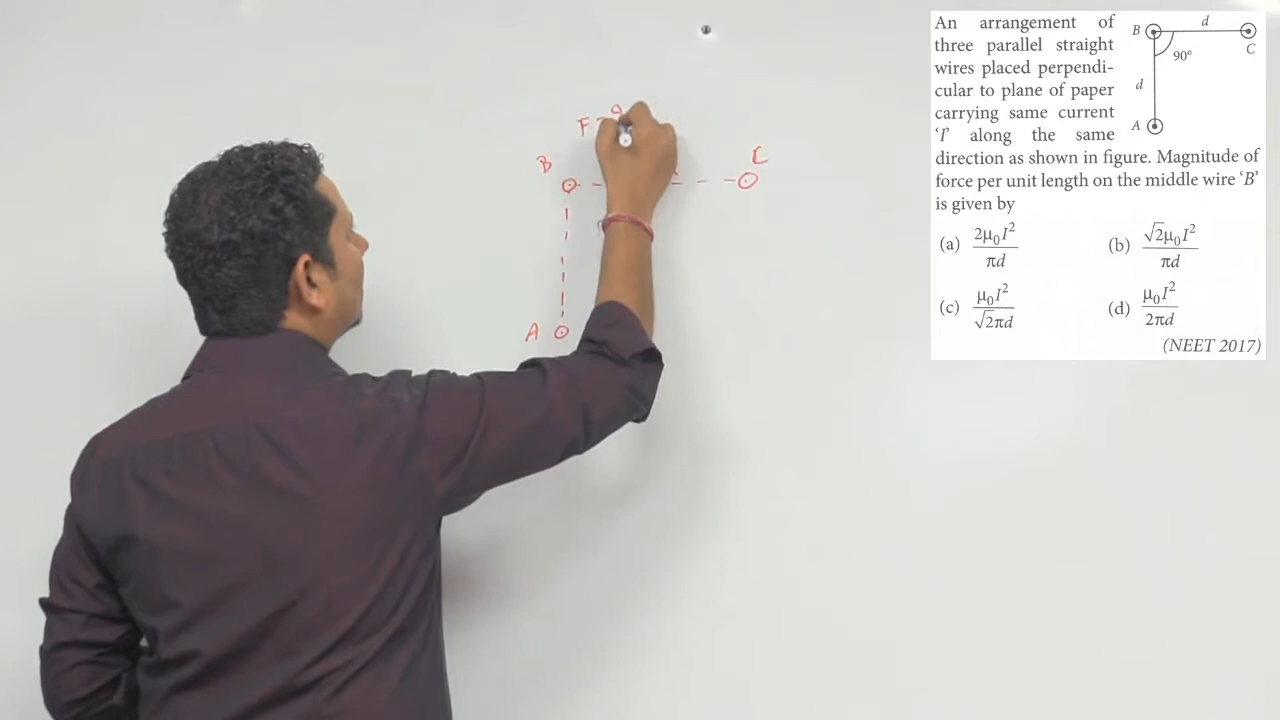 An arrangement of
three parallel straight
wires placed perpendi-
cular to plane of paper
carrying same current
'I' along the same
direction as shown in figure. Magnitude of
force per unit length on the middle wire 'B'
is given by
B d C
90°
d
A
(a) 2μ₀I²/πd (b) √2μ₀I²/πd
(c) μ₀I²/√2πd (d) μ₀I²/2πd
(NEET 2017)
F
B C
A